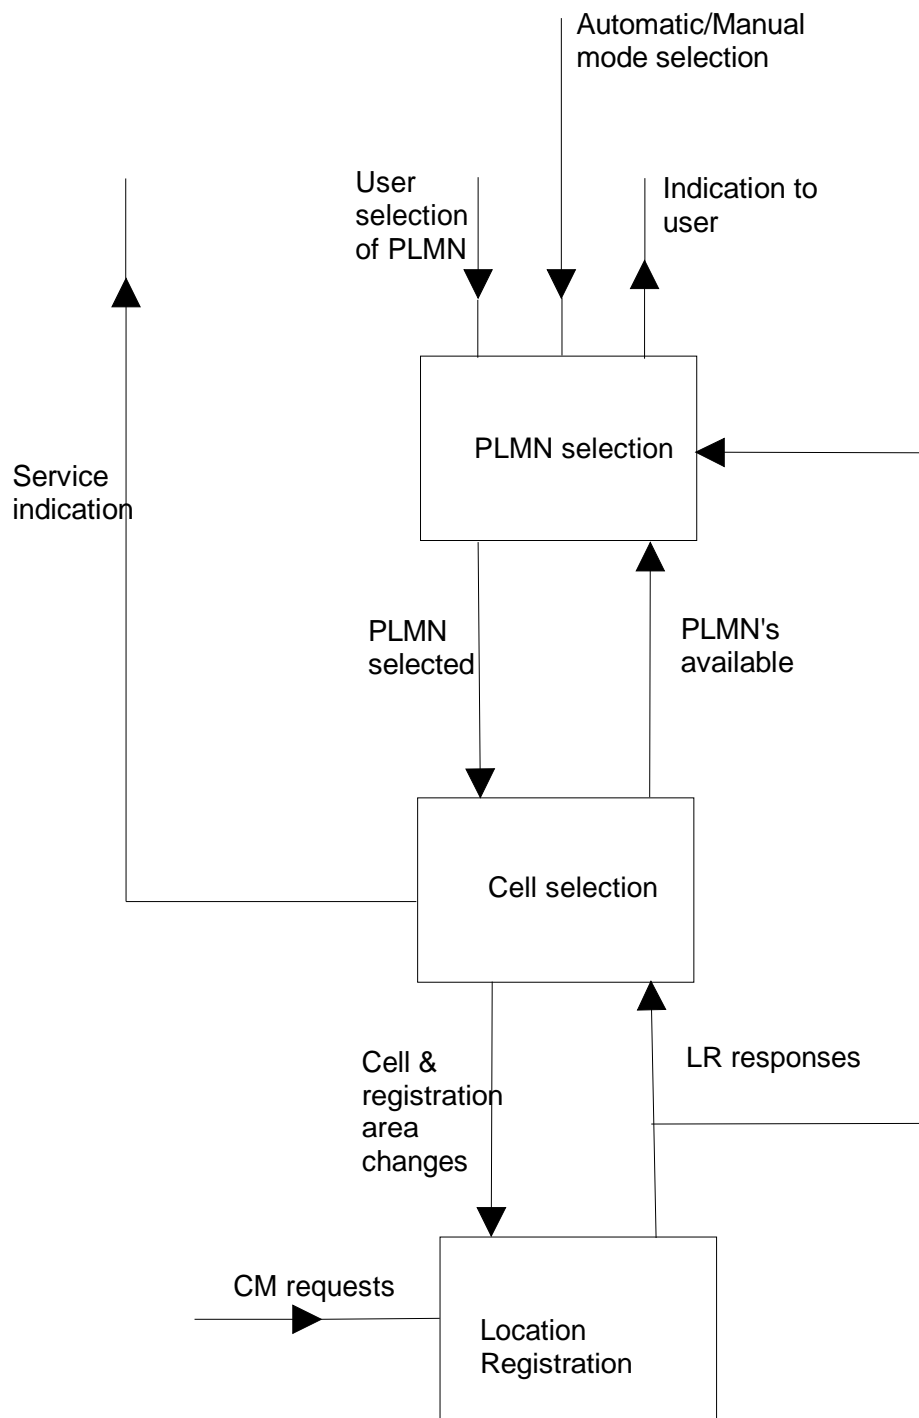 Automatic/Manual
mode selection
User
selection
of PLMN
Indication to
user
PLMN selection
Service
indication
PLMN
selected
PLMN's
available
Cell selection
Cell &
registration
area
changes
LR responses
CM requests
Location
Registration